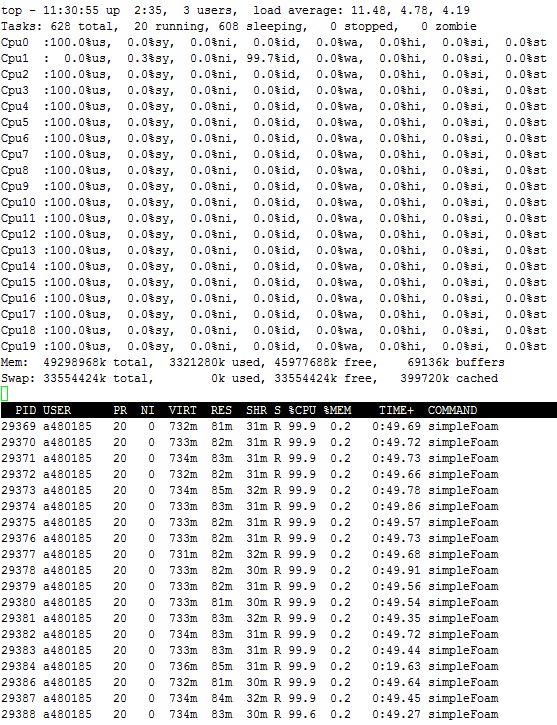 top - 11:30:55 up  2:35,  3 users,  load average: 11.48, 4.78, 4.19
Tasks: 628 total,  20 running, 608 sleeping,   0 stopped,   0 zombie
Cpu0  :100.0%us,  0.0%sy,  0.0%ni,  0.0%id,  0.0%wa,  0.0%hi,  0.0%si,  0.0%st
Cpu1  :  0.0%us,  0.3%sy,  0.0%ni, 99.7%id,  0.0%wa,  0.0%hi,  0.0%si,  0.0%st
Cpu2  :100.0%us,  0.0%sy,  0.0%ni,  0.0%id,  0.0%wa,  0.0%hi,  0.0%si,  0.0%st
Cpu3  :100.0%us,  0.0%sy,  0.0%ni,  0.0%id,  0.0%wa,  0.0%hi,  0.0%si,  0.0%st
Cpu4  :100.0%us,  0.0%sy,  0.0%ni,  0.0%id,  0.0%wa,  0.0%hi,  0.0%si,  0.0%st
Cpu5  :100.0%us,  0.0%sy,  0.0%ni,  0.0%id,  0.0%wa,  0.0%hi,  0.0%si,  0.0%st
Cpu6  :100.0%us,  0.0%sy,  0.0%ni,  0.0%id,  0.0%wa,  0.0%hi,  0.0%si,  0.0%st
Cpu7  :100.0%us,  0.0%sy,  0.0%ni,  0.0%id,  0.0%wa,  0.0%hi,  0.0%si,  0.0%st
Cpu8  :100.0%us,  0.0%sy,  0.0%ni,  0.0%id,  0.0%wa,  0.0%hi,  0.0%si,  0.0%st
Cpu9  :100.0%us,  0.0%sy,  0.0%ni,  0.0%id,  0.0%wa,  0.0%hi,  0.0%si,  0.0%st
Cpu10 :100.0%us,  0.0%sy,  0.0%ni,  0.0%id,  0.0%wa,  0.0%hi,  0.0%si,  0.0%st
Cpu11 :100.0%us,  0.0%sy,  0.0%ni,  0.0%id,  0.0%wa,  0.0%hi,  0.0%si,  0.0%st
Cpu12 :100.0%us,  0.0%sy,  0.0%ni,  0.0%id,  0.0%wa,  0.0%hi,  0.0%si,  0.0%st
Cpu13 :100.0%us,  0.0%sy,  0.0%ni,  0.0%id,  0.0%wa,  0.0%hi,  0.0%si,  0.0%st
Cpu14 :100.0%us,  0.0%sy,  0.0%ni,  0.0%id,  0.0%wa,  0.0%hi,  0.0%si,  0.0%st
Cpu15 :100.0%us,  0.0%sy,  0.0%ni,  0.0%id,  0.0%wa,  0.0%hi,  0.0%si,  0.0%st
Cpu16 :100.0%us,  0.0%sy,  0.0%ni,  0.0%id,  0.0%wa,  0.0%hi,  0.0%si,  0.0%st
Cpu17 :100.0%us,  0.0%sy,  0.0%ni,  0.0%id,  0.0%wa,  0.0%hi,  0.0%si,  0.0%st
Cpu18 :100.0%us,  0.0%sy,  0.0%ni,  0.0%id,  0.0%wa,  0.0%hi,  0.0%si,  0.0%st
Cpu19 :100.0%us,  0.0%sy,  0.0%ni,  0.0%id,  0.0%wa,  0.0%hi,  0.0%si,  0.0%st
Mem:  49298968k total,  3321280k used, 45977688k free,    69136k buffers
Swap: 33554424k total,        0k used, 33554424k free,   399720k cached
  PID USER      PR  NI  VIRT  RES  SHR S %CPU %MEM    TIME+  COMMAND
29369 a480185   20   0  732m  81m  31m R 99.9  0.2   0:49.69 simpleFoam
29370 a480185   20   0  733m  82m  31m R 99.9  0.2   0:49.72 simpleFoam
29371 a480185   20   0  734m  83m  30m R 99.9  0.2   0:49.73 simpleFoam
29372 a480185   20   0  732m  82m  31m R 99.9  0.2   0:49.66 simpleFoam
29373 a480185   20   0  734m  85m  32m R 99.9  0.2   0:49.78 simpleFoam
29374 a480185   20   0  733m  83m  31m R 99.9  0.2   0:49.86 simpleFoam
29375 a480185   20   0  733m  82m  31m R 99.9  0.2   0:49.57 simpleFoam
29376 a480185   20   0  733m  82m  31m R 99.9  0.2   0:49.73 simpleFoam
29377 a480185   20   0  731m  82m  32m R 99.9  0.2   0:49.68 simpleFoam
29378 a480185   20   0  733m  82m  30m R 99.9  0.2   0:49.91 simpleFoam
29379 a480185   20   0  733m  82m  31m R 99.9  0.2   0:49.56 simpleFoam
29380 a480185   20   0  733m  81m  30m R 99.9  0.2   0:49.54 simpleFoam
29381 a480185   20   0  733m  83m  32m R 99.9  0.2   0:49.35 simpleFoam
29382 a480185   20   0  734m  83m  31m R 99.9  0.2   0:49.72 simpleFoam
29383 a480185   20   0  733m  83m  31m R 99.9  0.2   0:49.44 simpleFoam
29384 a480185   20   0  736m  85m  31m R 99.9  0.2   0:19.63 simpleFoam
29386 a480185   20   0  732m  81m  30m R 99.9  0.2   0:49.64 simpleFoam
29387 a480185   20   0  734m  84m  32m R 99.9  0.2   0:49.45 simpleFoam
29388 a480185   20   0  734m  83m  30m R 99.6  0.2   0:49.27 simpleFoam